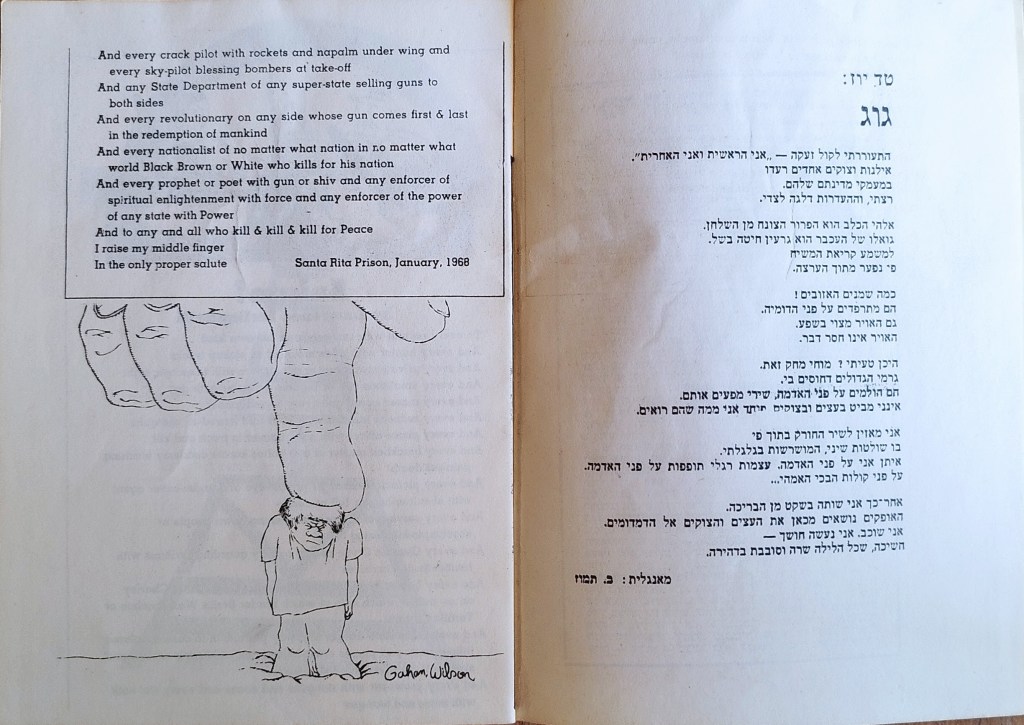 And every crack pilot with rockets and napalm under wing and
every sky-pilot blessing bombers at take-off
And any State Department of any super-state selling guns to
both sides
And every revolutionary on any side whose gun comes first & last
in the redemption of mankind
And every nationalist of no matter what nation in no matter what
world Black Brown or White who kills for his nation
And every prophet or poet with gun or shiv and any enforcer of
spiritual enlightenment with force and any enforcer of the power
of any state with Power
And to any and all who kill & kill & kill for Peace
I raise my middle finger
In the only proper salute Santa Rita Prison, January, 1968
Gahan Wilson
טד יוז:
גוג
התעוררתי לקול זעקה — „אני הראשית ואני האחרית".
אילנות וצוקים אחדים רעדו
במעמקי מדינתם שלהם.
רצתי, וההעדרות דלגה לצדי.
אלהי הכלב הוא הפרור הצונח מן השלחן.
גואלו של העכבר הוא גרעין חיטה בשל.
למשמע קריאת המשיח
פי נפער מתוך הערצה.
כמה שמנים האזובים!
הם מתרפדים על פני הדומיה.
גם האויר מצוי בשפע.
האויר אינו חסר דבר.
היכן טעיתי? מוחי מחק זאת.
גרמי הגדולים דחוסים בי.
הם הולמים על פני האדמה, שירי מפעים אותם.
אינני מביט בעצים ובצוקים אני ממה שהם רואים.
אני מאזין לשיר החורק בתוך פי
בו שולטות שיני, המושרשות בגלגלתי.
איתן אני על פני האדמה. עצמות רגלי תופפות על פני האדמה
על פני קולות הבכי האמהי...
אחר־כך אני שותה בשקט מן הבריכה.
האופקים נושאים מכאן את העצים והצוקים אל הדמדומים.
אני שוכב. אני נעשה חושך —
חשיכה, שכל הלילה שרה וסובבת בדהירה.
מאנגלית: ב. תמוז